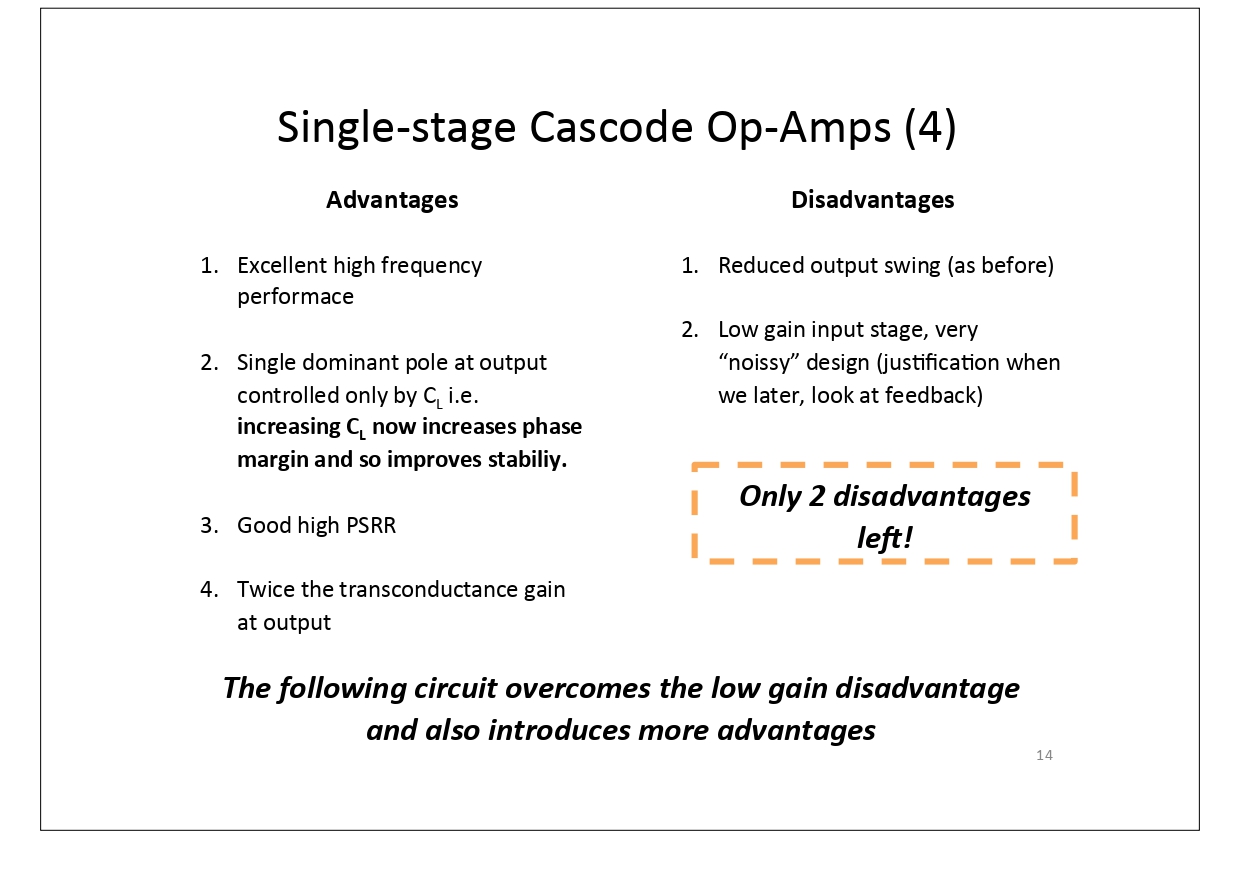 Single-stage Cascode Op-Amps (4)
Advantages
1. Excellent high frequency
performace
2. Single dominant pole at output
controlled only by CL i.e.
increasing CL now increases phase
margin and so improves stabiliy.
3. Good high PSRR
4. Twice the transconductance gain
at output
Disadvantages
1. Reduced output swing (as before)
2. Low gain input stage, very
“noissy” design (justification when
we later, look at feedback)
Only 2 disadvantages
left!
The following circuit overcomes the low gain disadvantage
and also introduces more advantages
14